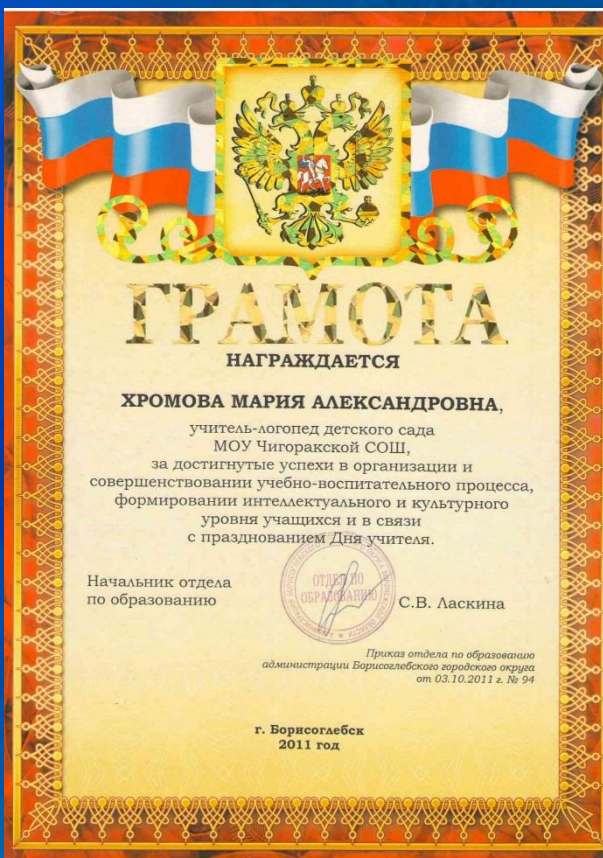 ГРАМОТА
НАГРАЖДАЕТСЯ
ХРОМОВА МАРИЯ АЛЕКСАНДРОВНА,
учитель-логопед детского сада
МОУ Чигоракской СОШ,
за достигнутые успехи в организации и
совершенствовании учебно-воспитательного процесса,
формировании интеллектуального и культурного
уровня учащихся и в связи
с празднованием Дня учителя.
ОТДЕЛ ПО
ОБРАЗОВАНИЮ
Начальник отдела
по образованию
С.В. Ласкина
Приказ отдела по образованию
администрации Борисоглебского городского округа
от 03.10.2011 г. № 94
г. Борисоглебск
2011 год